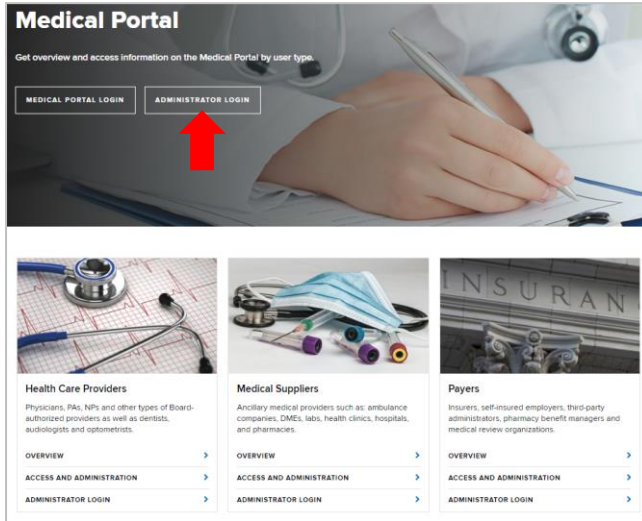 Medical Portal
Get overview and access information on the Medical Portal by user type.
MEDICAL PORTAL LOGIN
ADMINISTRATOR LOGIN
INSURAN
Health Care Providers
Physicians, PAs, NPs and other types of Board-
authorized providers as well as dentists,
audiologists and optometrists.
OVERVIEW
ACCESS AND ADMINISTRATION
ADMINISTRATOR LOGIN
Medical Suppliers
Ancillary medical providers such as: ambulance
companies, DMEs, labs, health clinics, hospitals,
and pharmacies.
OVERVIEW
ACCESS AND ADMINISTRATION
ADMINISTRATOR LOGIN
Payers
Insurers, self-insured employers, third-party
administrators, pharmacy benefit managers and
medical review organizations.
OVERVIEW
ACCESS AND ADMINISTRATION
ADMINISTRATOR LOGIN